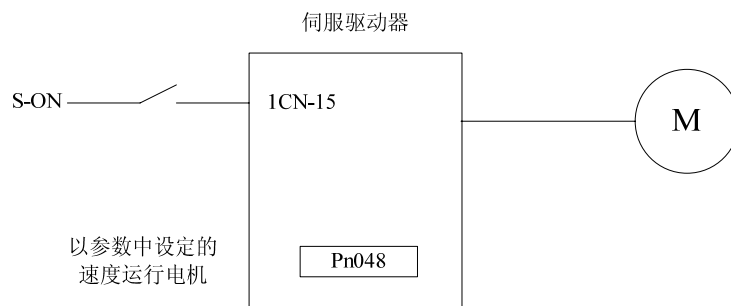 伺服驱动器
S-ON
1CN-15
M
以参数中设定的
速度运行电机
Pn048